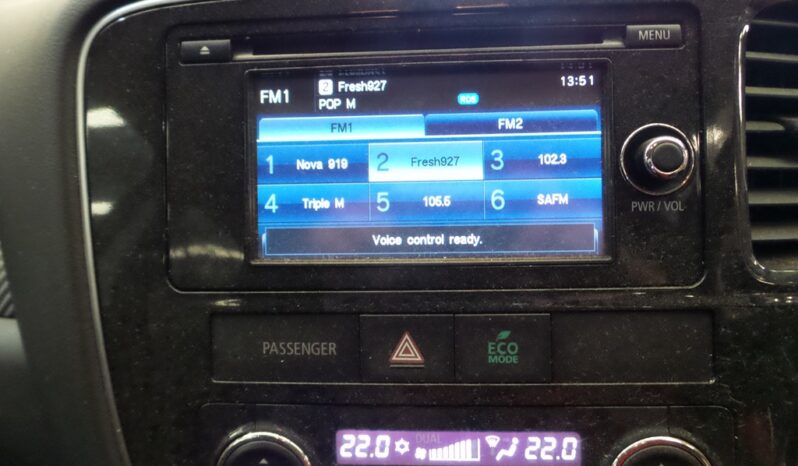 MENU
FM1
2 Fresh927
13:51
POP M
RDS
FM1 FM2
1 Nova 919 2 Fresh927 3 102.3
4 Triple M 5 105.5 6 SAFM
PWR / VOL
Voice control ready.
PASSENGER
ECO
MODE
DUAL
22.0 22.0